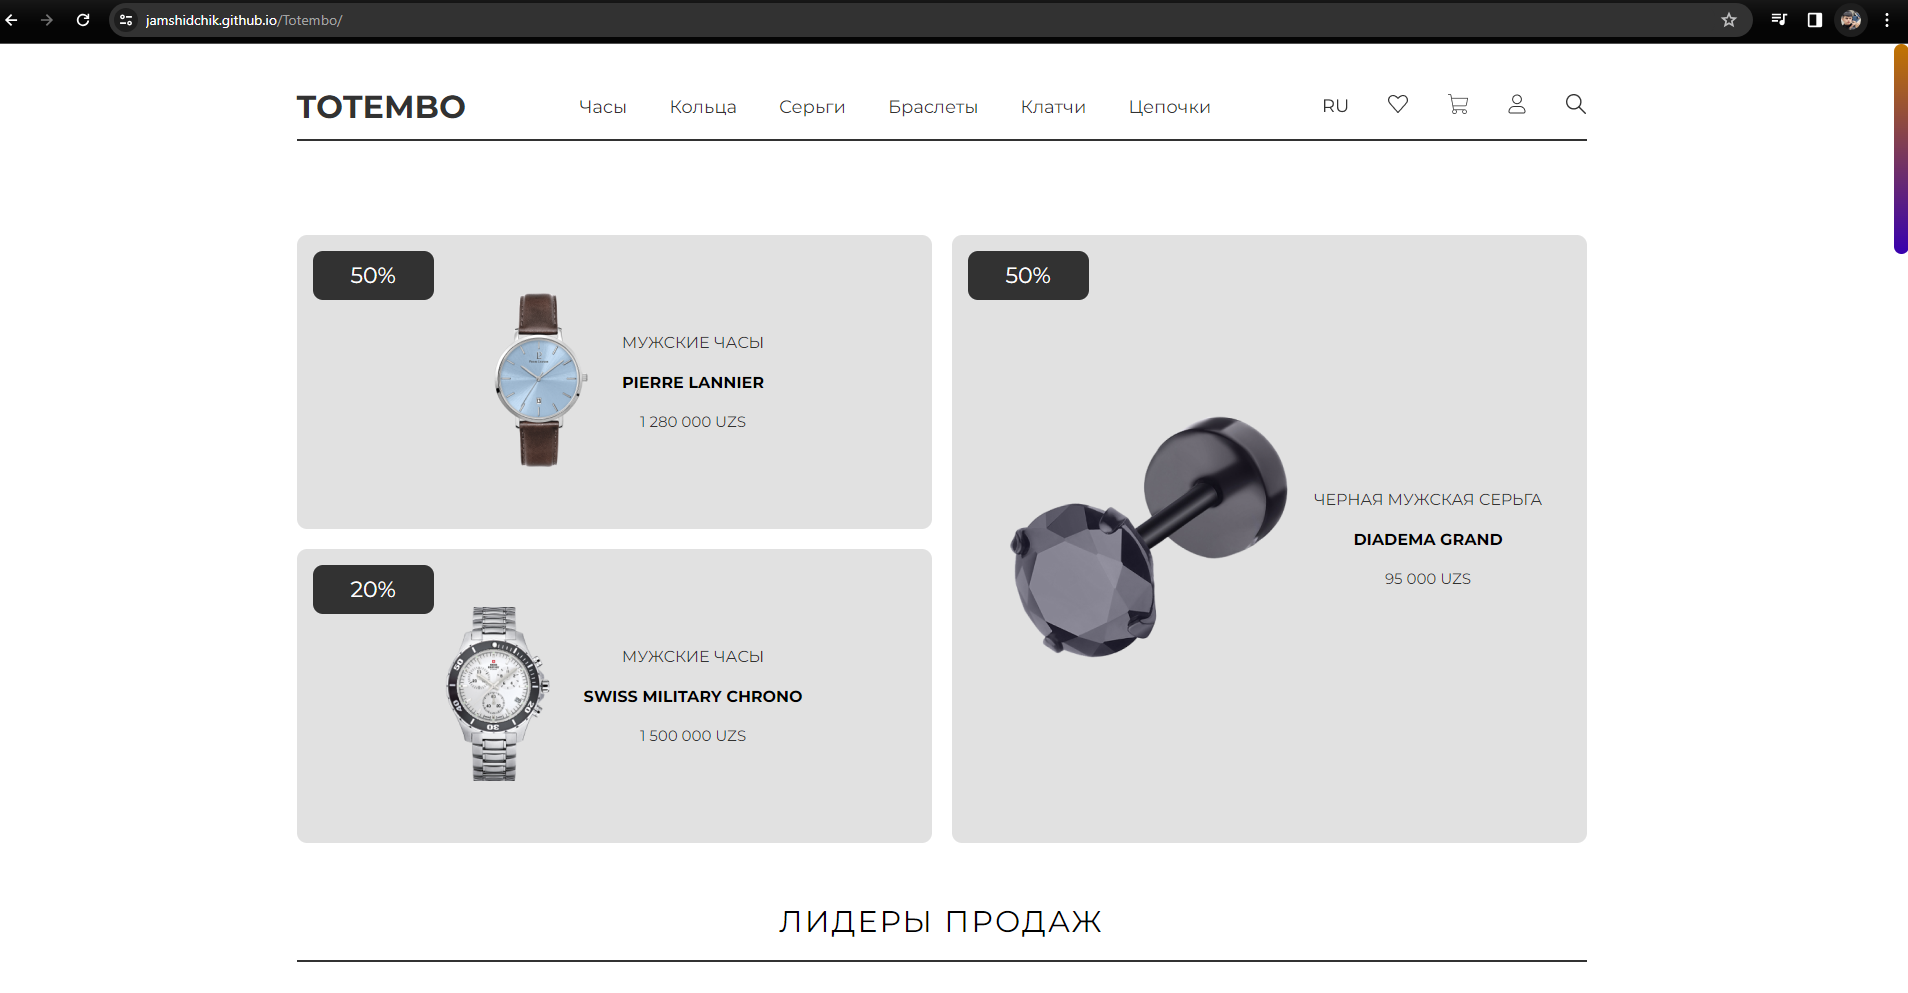 jamshidchik.github.io/Totembo/
TOTEMBO
Часы Кольца Серьги Браслеты Клатчи Цепочки RU
50%
МУЖСКИЕ ЧАСЫ
PIERRE LANNIER
1 280 000 UZS
20%
МУЖСКИЕ ЧАСЫ
SWISS MILITARY CHRONO
1 500 000 UZS
50%
ЧЕРНАЯ МУЖСКАЯ СЕРЬГА
DIADEMA GRAND
95 000 UZS
ЛИДЕРЫ ПРОДАЖ